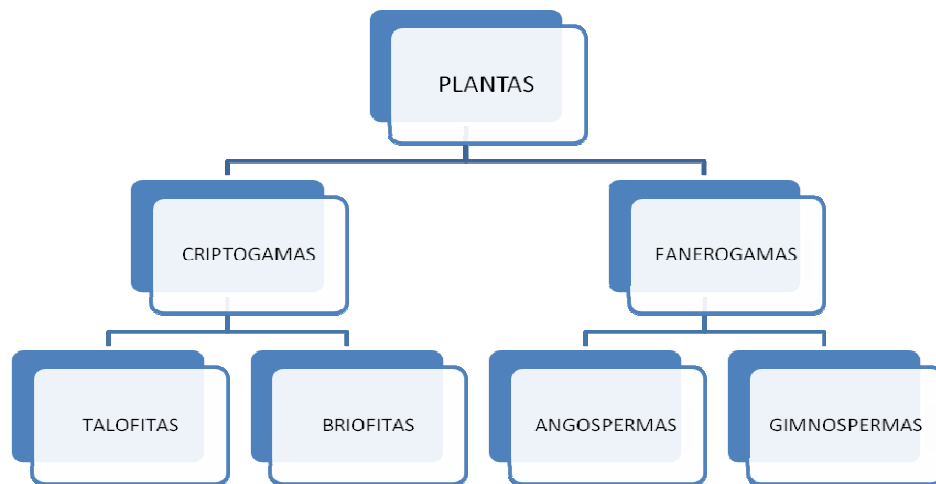 PLANTAS
CRIPTOGAMAS
FANEROGAMAS
TALOFITAS
BRIOFITAS
ANGOSPERMAS
GIMNOSPERMAS